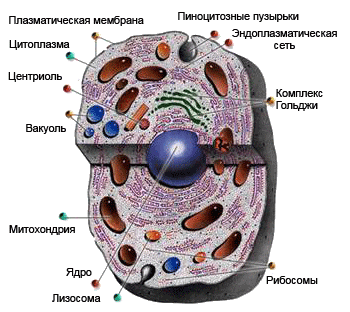 Плазматическая мембрана
Цитоплазма
Центриоль
Вакуоль
Митохондрия
Ядро
Лизосома
Пиноцитозные пузырьки
Эндоплазматическая
сеть
Комплекс
Гольджи
Рибосомы